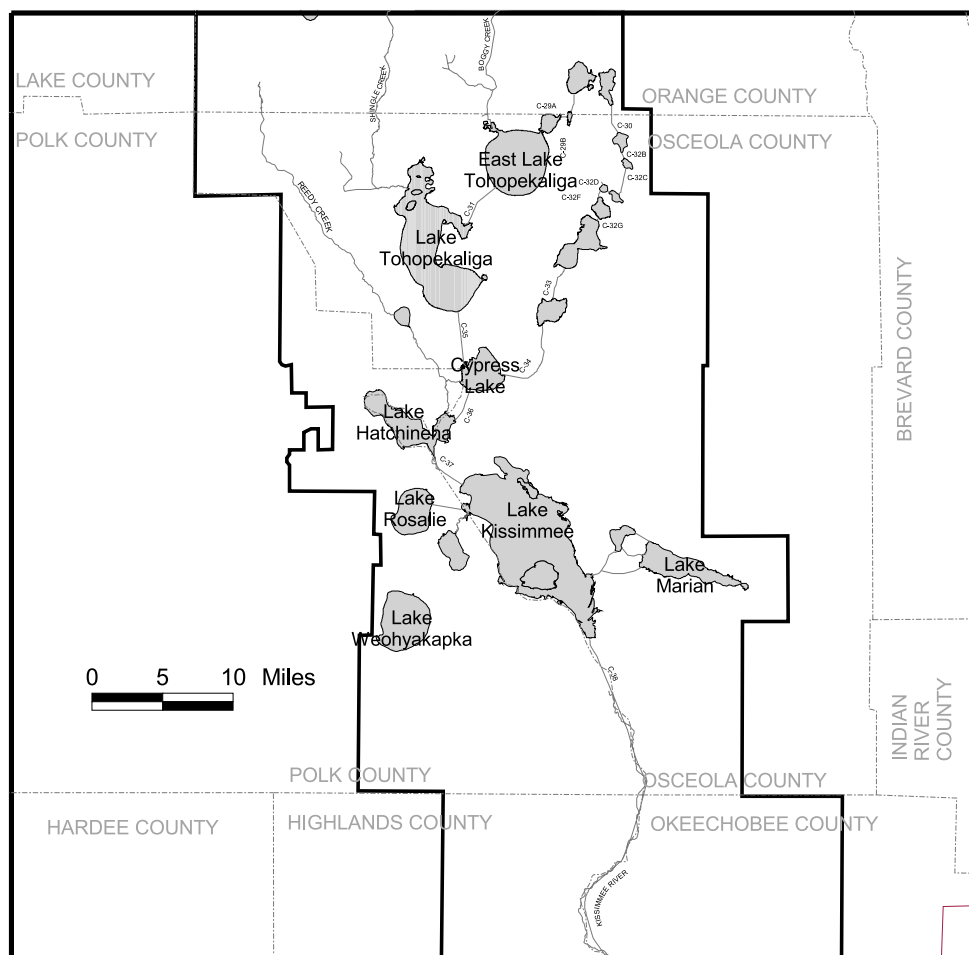 BOGGY CREEK
SHINGLE CREEK
LAKE COUNTY
ORANGE COUNTY
C-29A
POLK COUNTY
OSCEOLA COUNTY
C-30
C-29B
C-32B
East Lake
Tohopekaliga
C-32C
C-32D
C-32F
REEDY CREEK
C-31
C-32G
Lake
Tohopekaliga
C-33
BREVARD COUNTY
C-35
Cypress
Lake
C-34
Lake
Hatchineha
C-36
C-37
Lake
Rosalie
Lake
Kissimmee
Lake
Marian
Lake
Weohyakapka
0 5 10 Miles
C-38
INDIAN
RIVER
COUNTY
POLK COUNTY
OSCEOLA COUNTY
HARDEE COUNTY
HIGHLANDS COUNTY
OKEECHOBEE COUNTY
KISSIMMEE RIVER